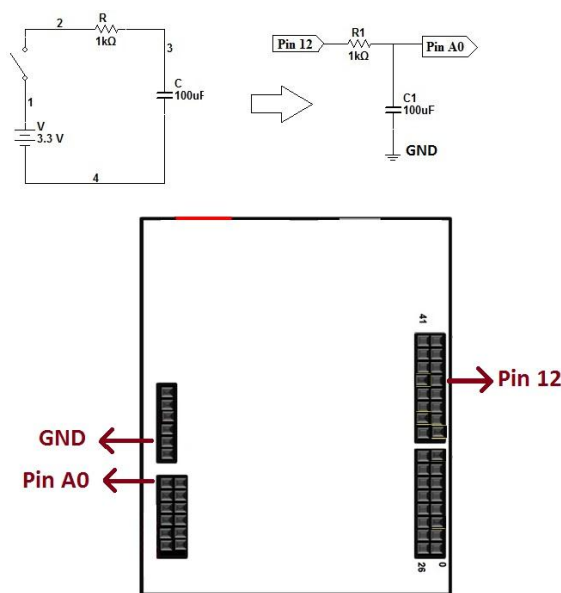 2
R
1kΩ
3
C
100uF
1
V
3.3 V
4
Pin 12
R1
1kΩ
Pin A0
C1
100uF
GND
41
Pin 12
GND
Pin A0
26
0